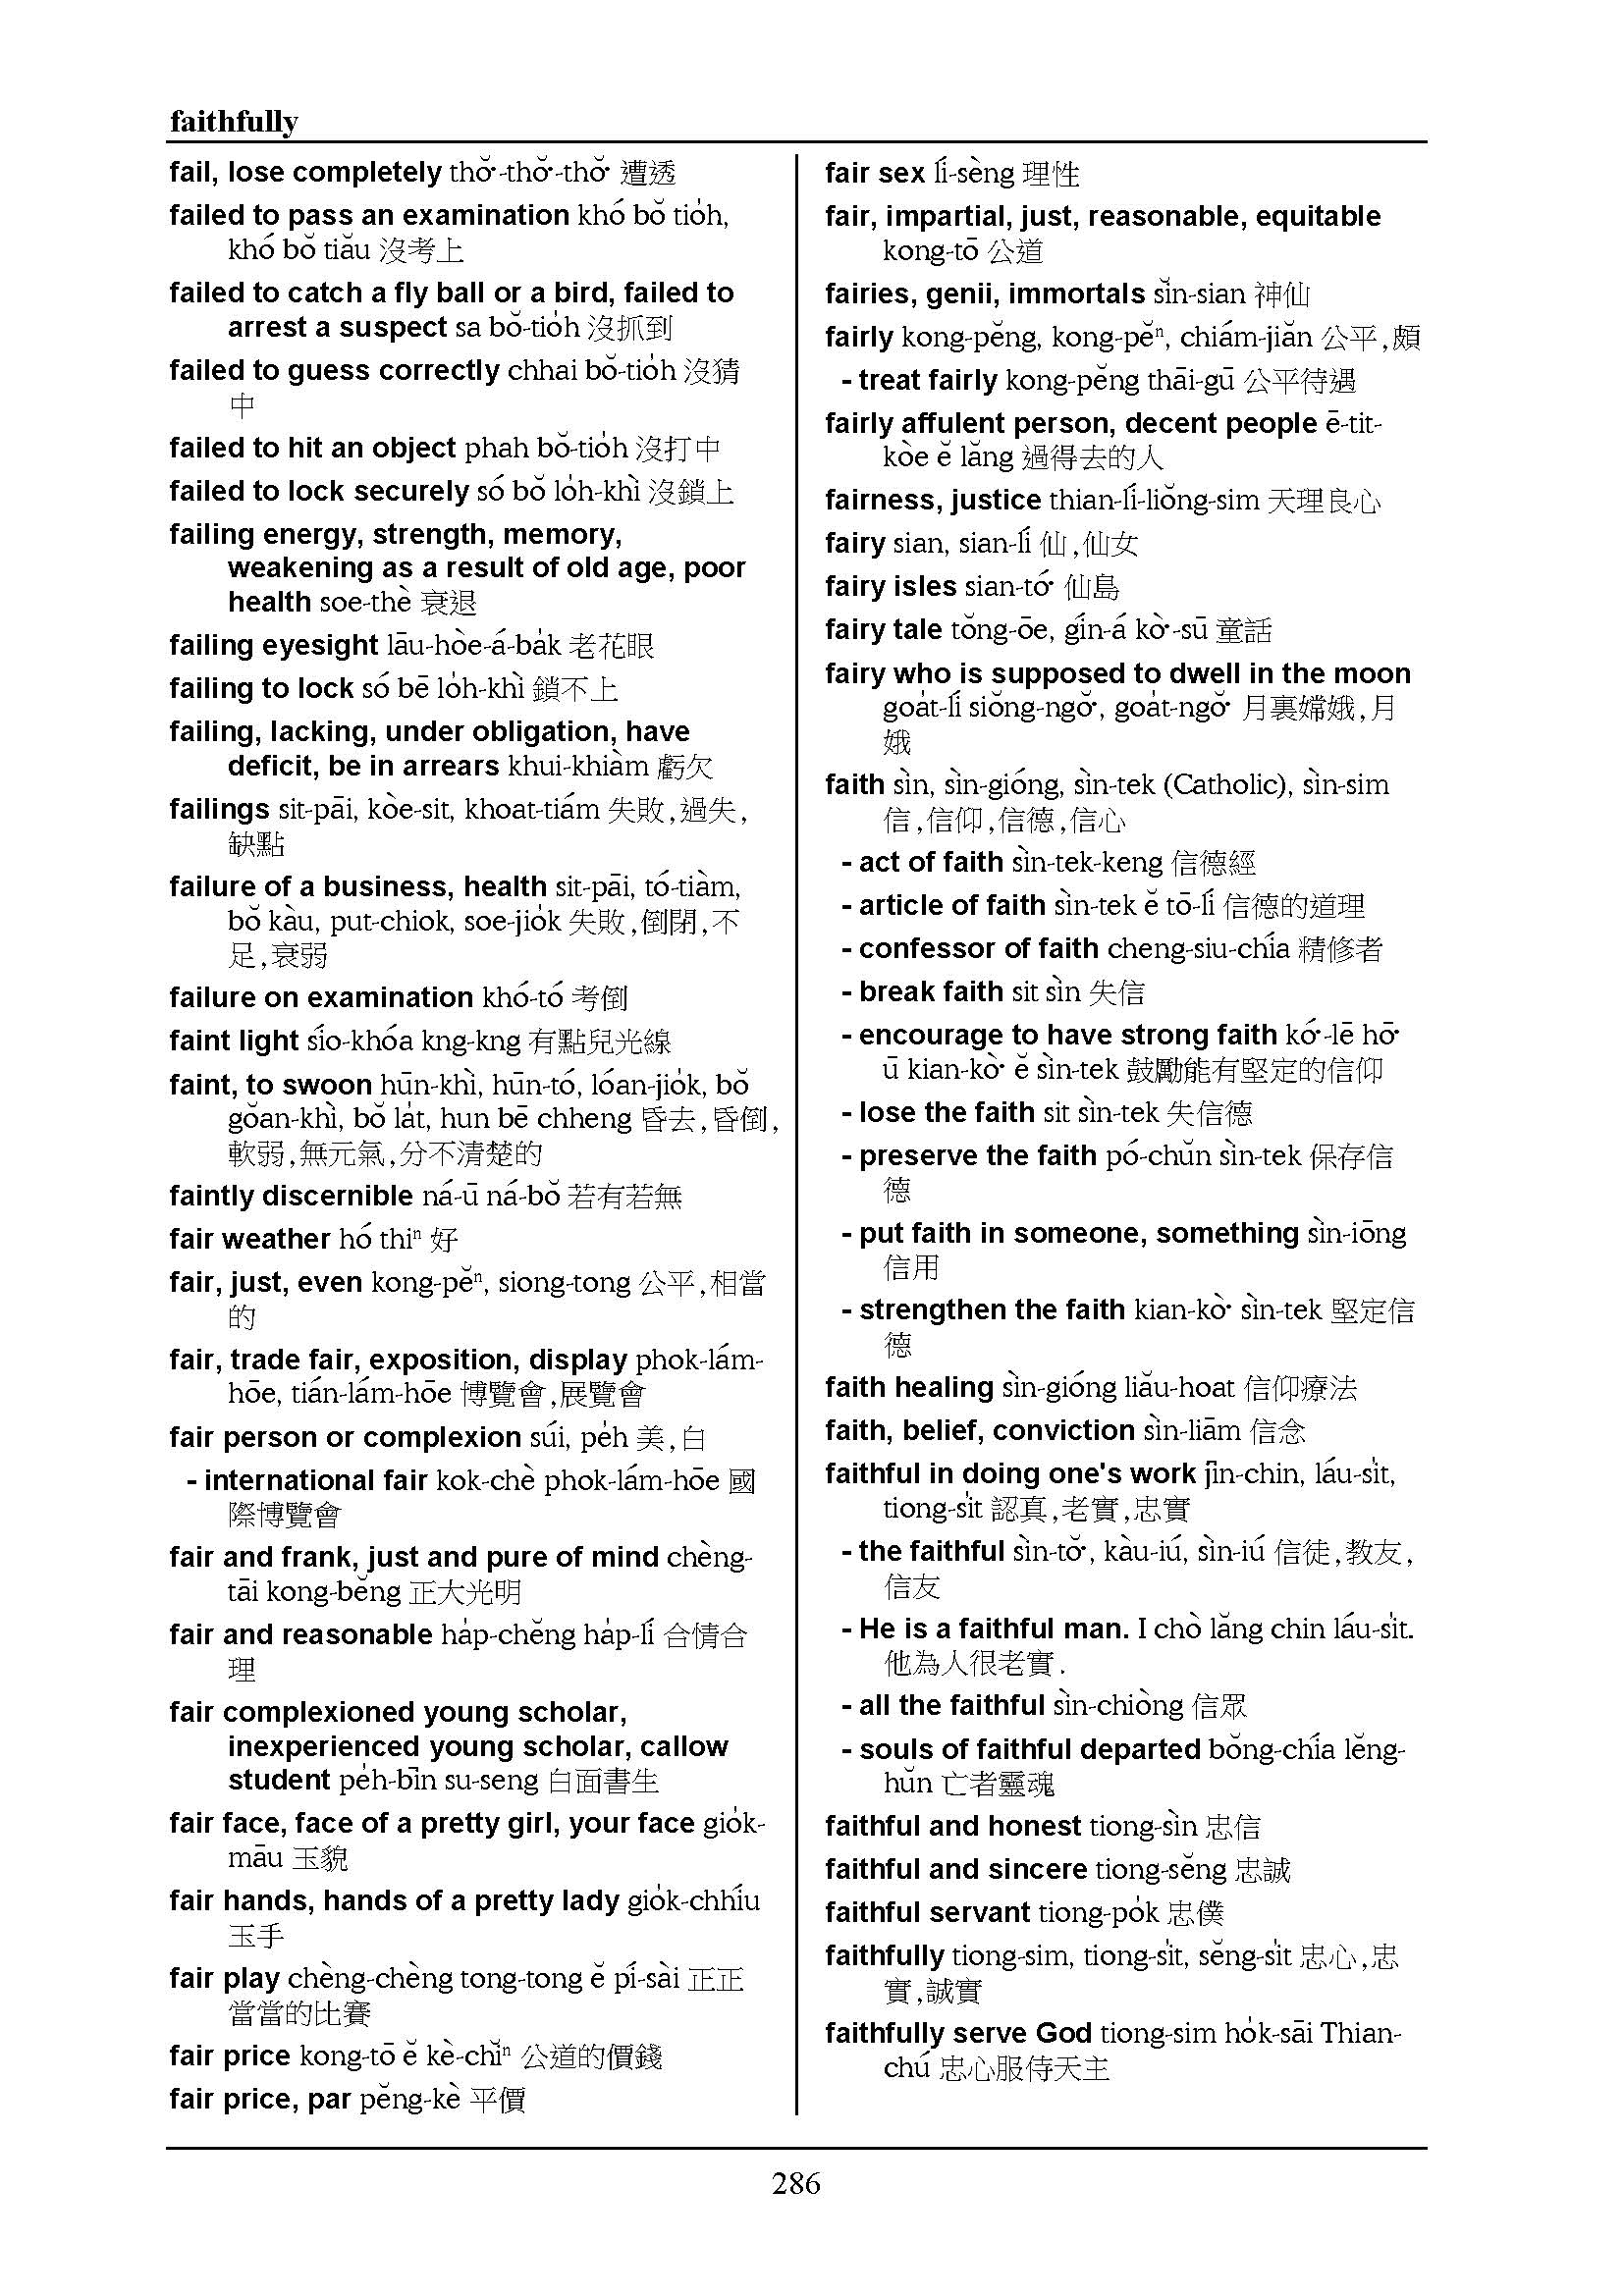 faithfully
fail, lose completely thŏ͘-thŏ͘-thŏ͘ 遭透
failed to pass an examination khó bŏ tio̍h,
khó bŏ tiău 沒考上
failed to catch a fly ball or a bird, failed to
arrest a suspect sa bŏ-tio̍h 沒抓到
failed to guess correctly chhai bŏ-tio̍h 沒猜
中
failed to hit an object phah bŏ-tio̍h 沒打中
failed to lock securely só bŏ lo̍h-khì 沒鎖上
failing energy, strength, memory,
weakening as a result of old age, poor
health soe-thè 衰退
failing eyesight lāu-hòe-á-ba̍k 老花眼
failing to lock só bē lo̍h-khì 鎖不上
failing, lacking, under obligation, have
deficit, be in arrears khui-khiàm 虧欠
failings sit-pāi, kòe-sit, khoat-tiám 失敗,過失,
缺點
failure of a business, health sit-pāi, tó-tiàm,
bŏ kàu, put-chiok, soe-jio̍k 失敗,倒閉,不
足,衰弱
failure on examination khó-tó 考倒
faint light sío-khóa kng-kng 有點兒光線
faint, to swoon hūn-khì, hūn-tó, lóan-jio̍k, bŏ
gŏan-khì, bŏ la̍t, hun bē chheng 昏去,昏倒,
軟弱,無元氣,分不清楚的
faintly discernible ná-ū ná-bŏ 若有若無
fair weather hó thiⁿ 好
fair, just, even kong-pĕⁿ, siong-tong 公平,相當
的
fair, trade fair, exposition, display phok-lám-
hōe, tián-lám-hōe 博覽會,展覽會
fair person or complexion súi, pe̍h 美,白
- international fair kok-chè phok-lám-hōe 國
際博覽會
fair and frank, just and pure of mind chèng-
tāi kong-bĕng 正大光明
fair and reasonable ha̍p-chĕng ha̍p-lí 合情合
理
fair complexioned young scholar,
inexperienced young scholar, callow
student pe̍h-bīn su-seng 白面書生
fair face, face of a pretty girl, your face gio̍k-
māu 玉貌
fair hands, hands of a pretty lady gio̍k-chhíu
玉手
fair play chèng-chèng tong-tong ĕ pí-sài 正正
當當的比賽
fair price kong-tō ĕ kè-chĭⁿ 公道的價錢
fair price, par pĕng-kè 平價
fair sex lí-sèng 理性
fair, impartial, just, reasonable, equitable
kong-tō 公道
fairies, genii, immortals sĭn-sian 神仙
fairly kong-pĕng, kong-pĕⁿ, chiám-jiăn 公平,頗
- treat fairly kong-pĕng thāi-gū 公平待遇
fairly affulent person, decent people ē-tit-
kòe ĕ lăng 過得去的人
fairness, justice thian-lí-liŏng-sim 天理良心
fairy sian, sian-lí 仙,仙女
fairy isles sian-tó͘ 仙島
fairy tale tŏng-ōe, gín-á kò͘-sū 童話
fairy who is supposed to dwell in the moon
goa̍t-lí siŏng-ngŏ͘, goa̍t-ngŏ͘ 月裏嫦娥,月
娥
faith sìn, sìn-gióng, sìn-tek (Catholic), sìn-sim
信,信仰,信德,信心
- act of faith sìn-tek-keng 信德經
- article of faith sìn-tek ĕ tō-lí 信德的道理
- confessor of faith cheng-siu-chía 精修者
- break faith sit sìn 失信
- encourage to have strong faith kó͘-lē hō͘
ū kian-kò͘ ĕ sìn-tek 鼓勵能有堅定的信仰
- lose the faith sit sìn-tek 失信德
- preserve the faith pó-chŭn sìn-tek 保存信
德
- put faith in someone, something sìn-iōng
信用
- strengthen the faith kian-kò͘ sìn-tek 堅定信
德
faith healing sìn-gióng liău-hoat 信仰療法
faith, belief, conviction sìn-liām 信念
faithful in doing one's work jīn-chin, láu-si̍t,
tiong-si̍t 認真,老實,忠實
- the faithful sìn-tŏ͘, kàu-iú, sìn-iú 信徒,教友,
信友
- He is a faithful man. I chò lăng chin láu-si̍t.
他為人很老實.
- all the faithful sìn-chiòng 信眾
- souls of faithful departed bŏng-chía lĕng-
hŭn 亡者靈魂
faithful and honest tiong-sìn 忠信
faithful and sincere tiong-sĕng 忠誠
faithful servant tiong-po̍k 忠僕
faithfully tiong-sim, tiong-si̍t, sĕng-si̍t 忠心,忠
實,誠實
faithfully serve God tiong-sim ho̍k-sāi Thian-
chú 忠心服侍天主
286